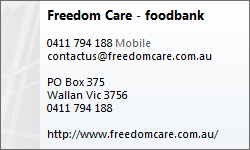 Freedom Care - foodbank
0411 794 188 Mobile
contactus@freedomcare.com.au
PO Box 375
Wallan Vic 3756
0411 794 188
http://www.freedomcare.com.au/